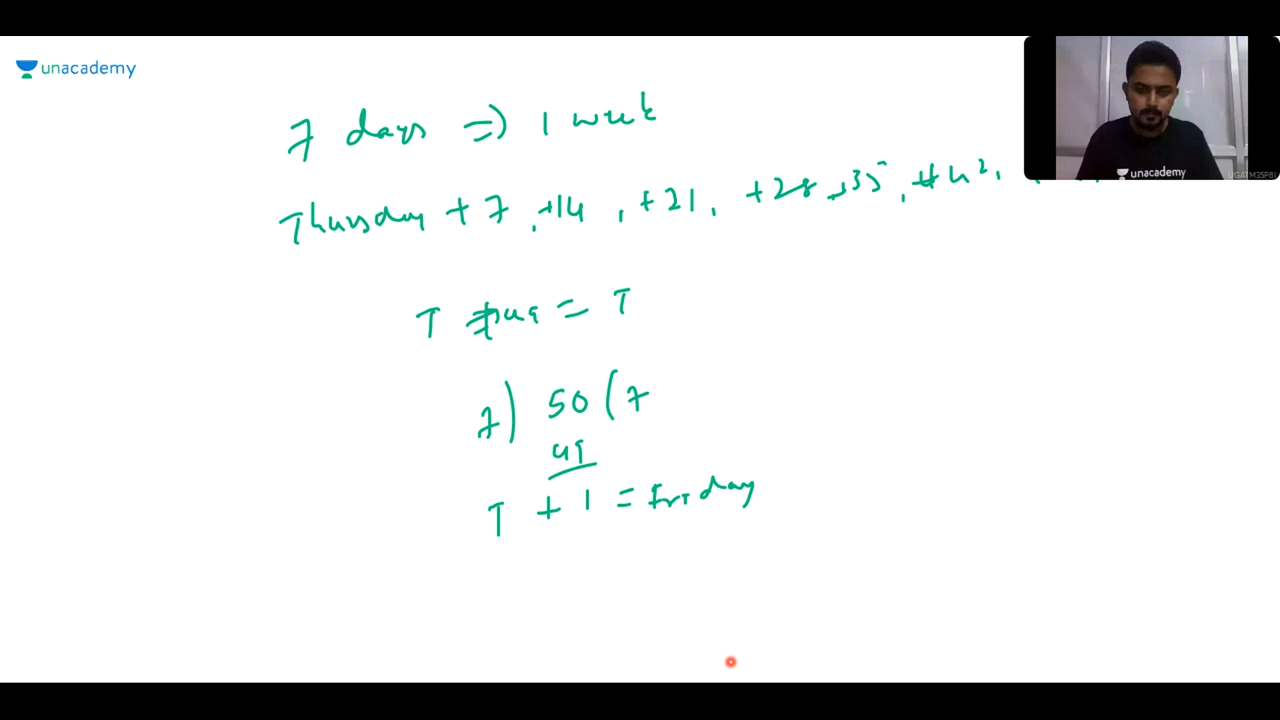 unacademy
7 days => 1 week
Thursday + 7, +14, +21, +28, +35, +42,
T + 49 = T
7) 50 (7
49
T + 1 = Friday
unacademy